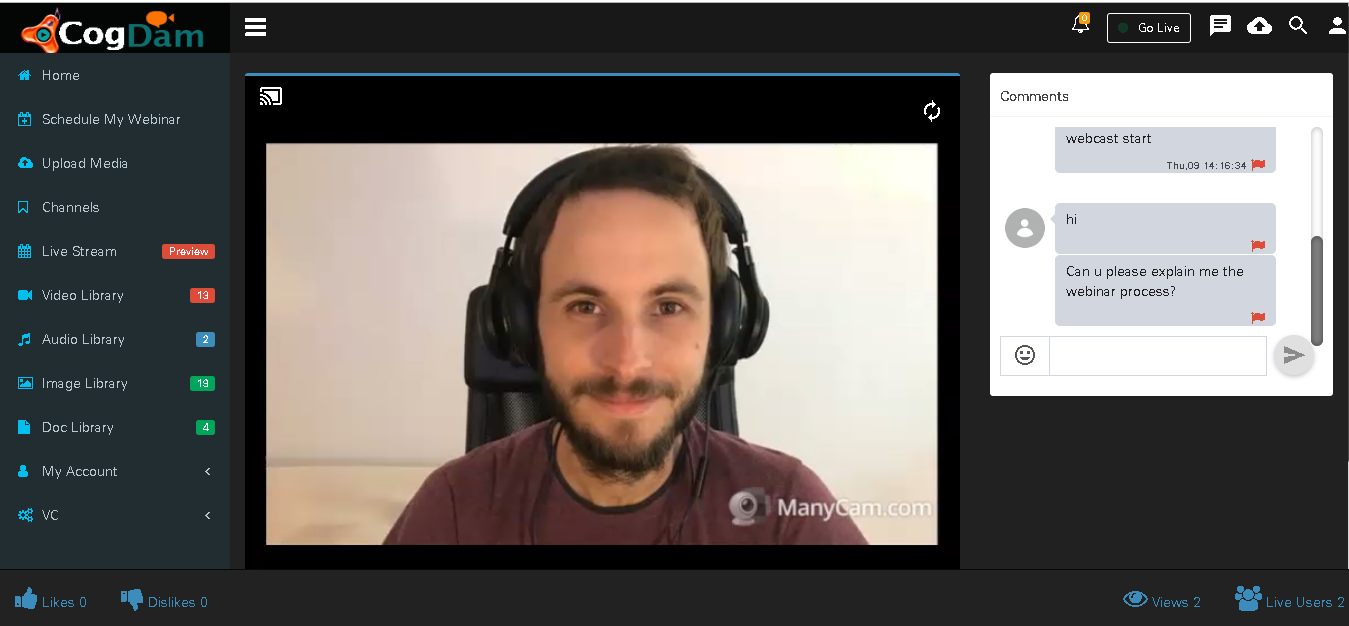 CogDam
0
Go Live
Home
Schedule My Webinar
Upload Media
Channels
Live Stream Preview
Video Library 13
Audio Library 2
Image Library 19
Doc Library 4
My Account
VC
ManyCam.com
Comments
webcast start
Thu,09 14:16:34
hi
Can u please explain me the
webinar process?
Likes 0
Dislikes 0
Views 2
Live Users 2